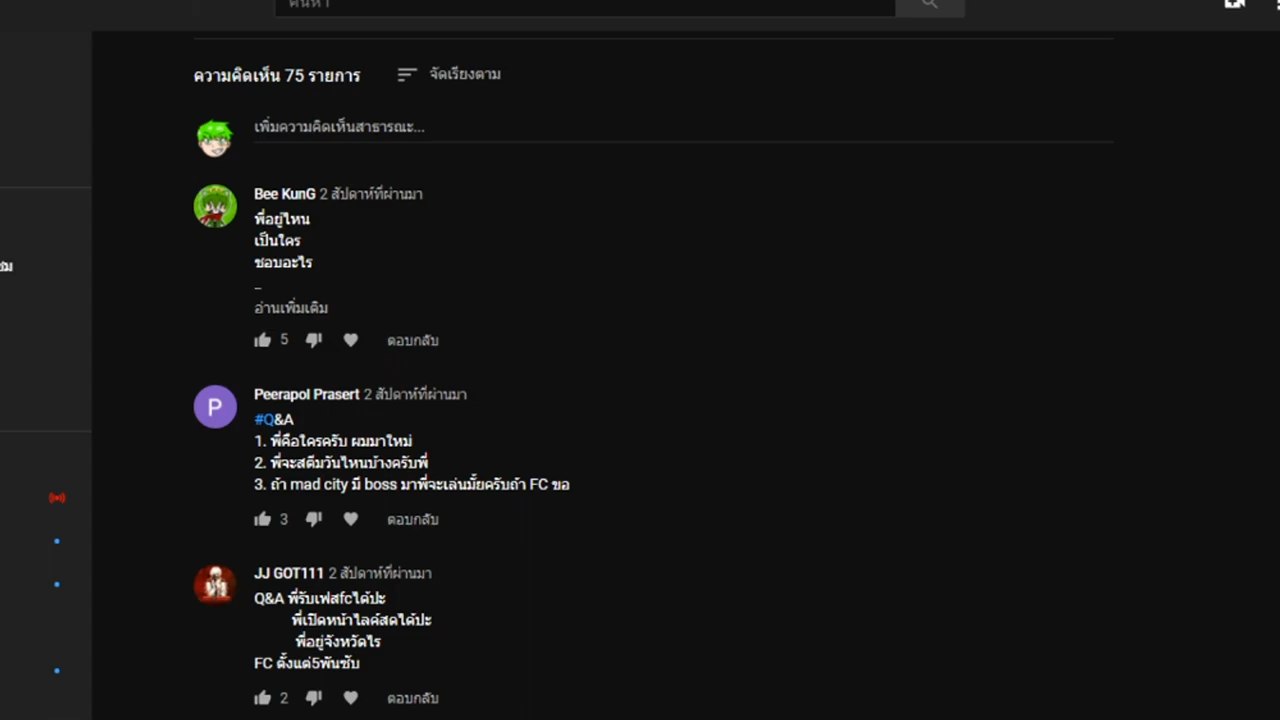 ค้นหา
ความคิดเห็น 75 รายการ
จัดเรียงตาม
เพิ่มความคิดเห็นสาธารณะ...
Bee KunG 2 สัปดาห์ที่ผ่านมา
พี่อยู่ไหน
เป็นใคร
ชอบอะไร
_
อ่านเพิ่มเติม
5 ตอบกลับ
P
Peerapol Prasert 2 สัปดาห์ที่ผ่านมา
#Q&A
1. พี่คือใครครับ ผมมาใหม่
2. พี่จะสตีมวันไหนบ้างครับพี่
3. ถ้า mad city มี boss มาพี่จะเล่นมั้ยครับถ้า FC ขอ
3 ตอบกลับ
JJ GOT111 2 สัปดาห์ที่ผ่านมา
Q&A พี่รับเฟสfcได้ปะ
พี่เปิดหน้าไลค์สดได้ปะ
พี่อยู่จังหวัดไร
FC ตั้งแต่5พันซับ
2 ตอบกลับ